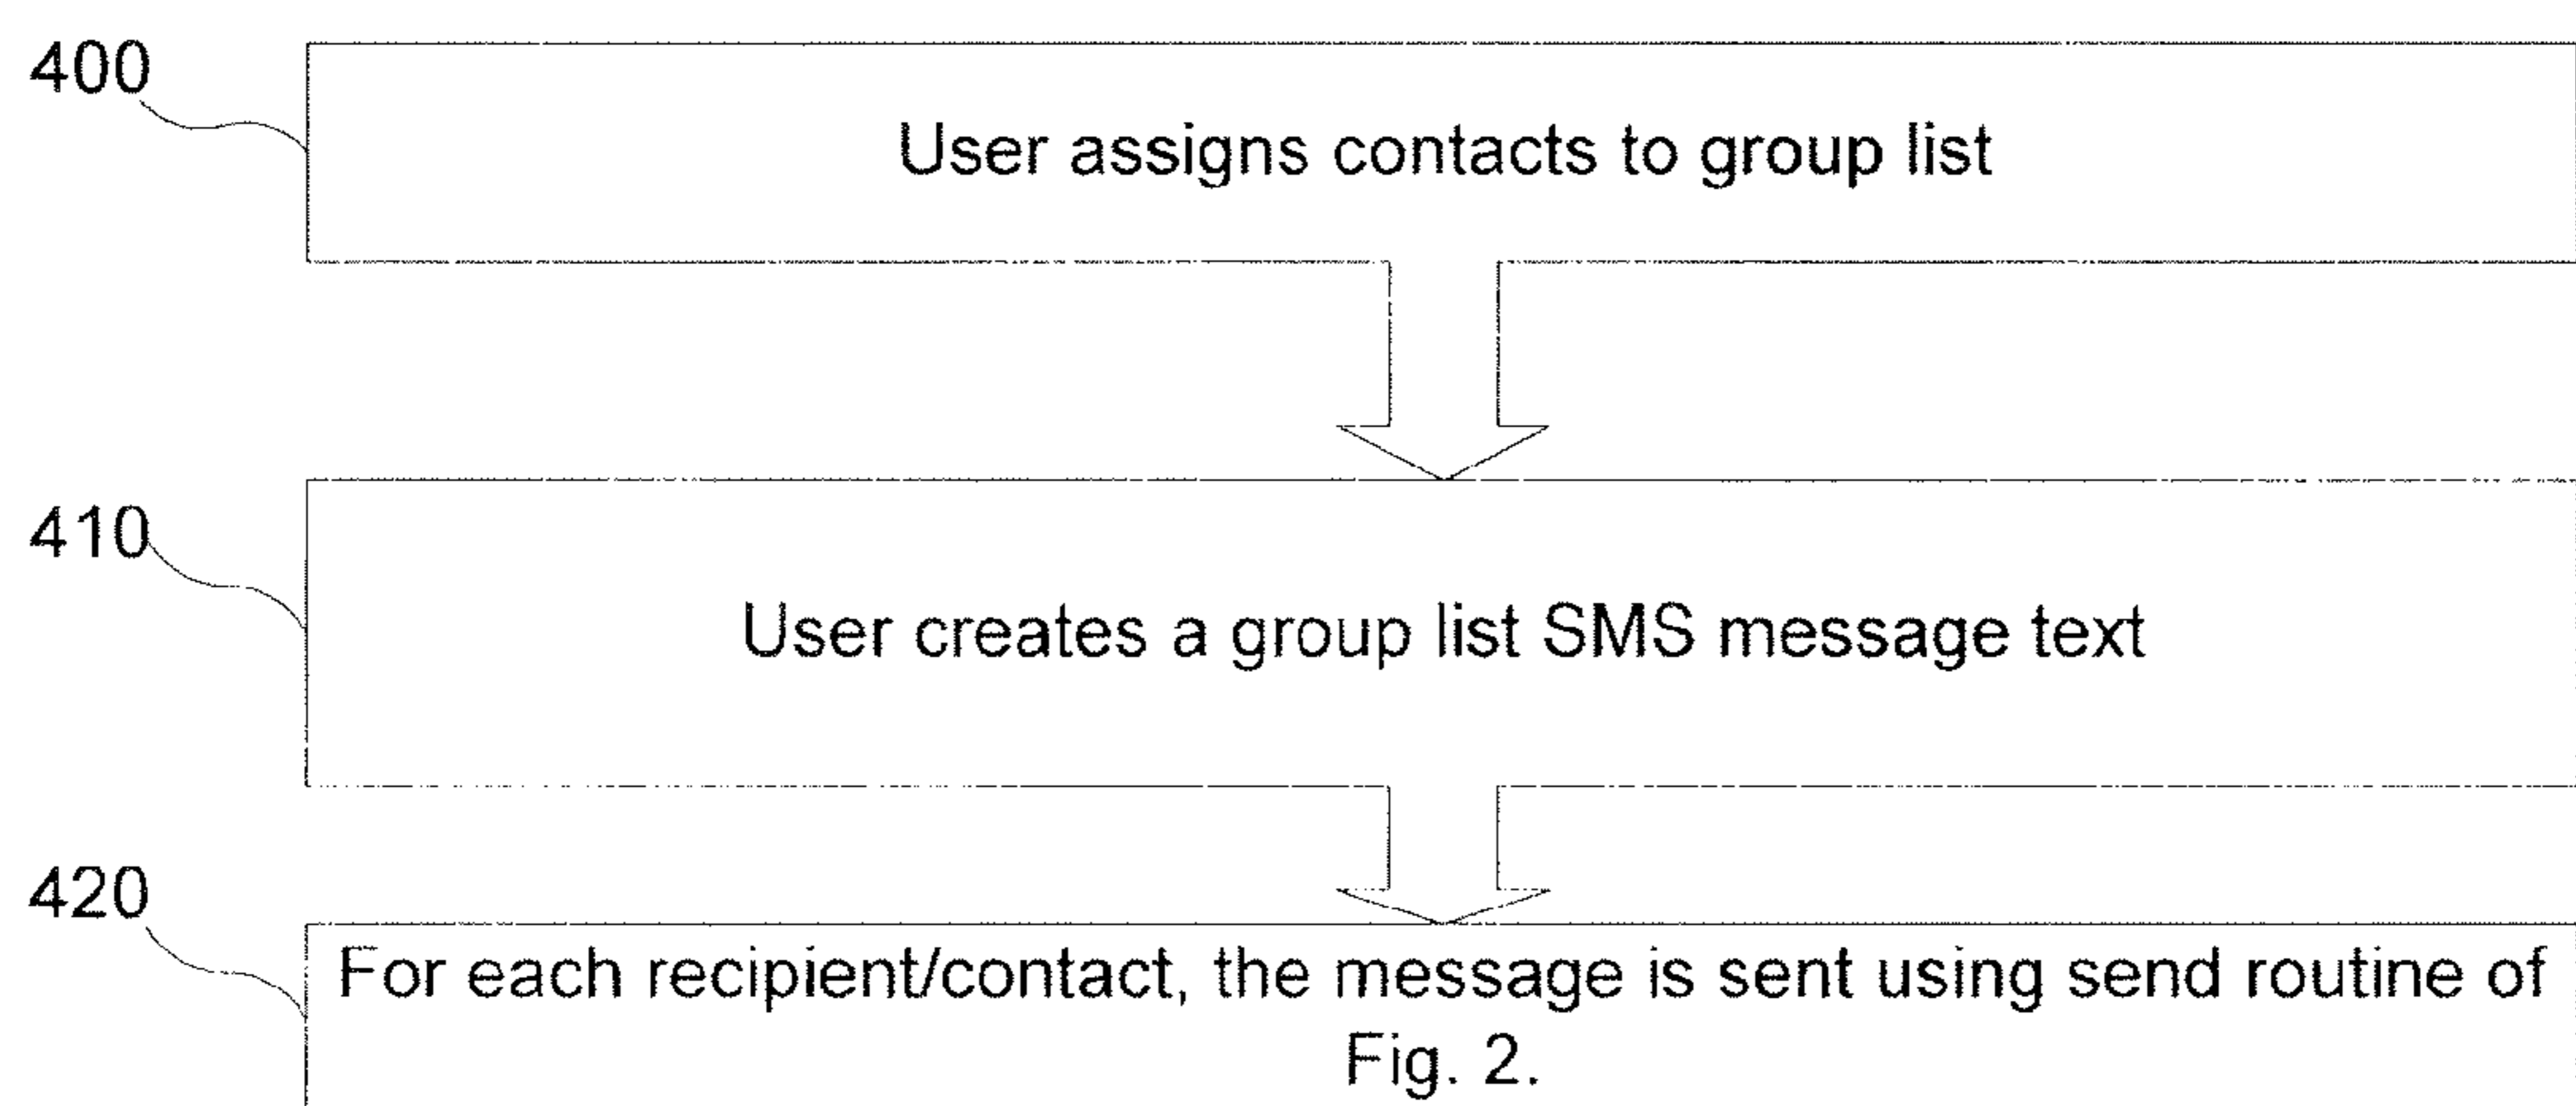 400
User assigns contacts to group list
410
User creates a group list SMS message text
420
For each recipient/contact, the message is sent using send routine of
Fig. 2.